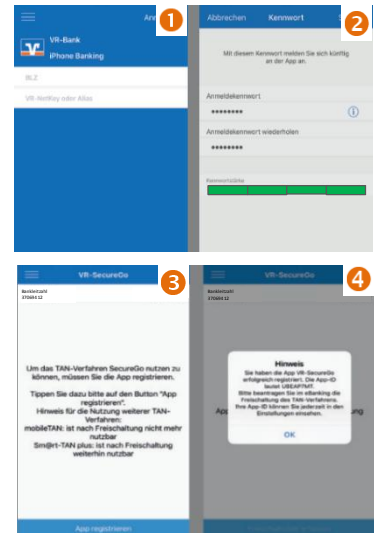 1
VR-Bank
iPhone Banking
BLZ
VR-NetKey oder Alias
2
Abbrechen
Kennwort
Mit diesem Kennwort melden Sie sich künftig
an der App an.
Anmeldekennwort
••••••••
Anmeldekennwort wiederholen
••••••••
Kennwortstärke
3
VR-SecureGo
Bankleitzahl
37069412
Um das TAN-Verfahren SecureGo nutzen zu
können, müssen Sie die App registrieren.
Tippen Sie dazu bitte auf den Button "App
registrieren".
Hinweis für die Nutzung weiterer TAN-
Verfahren:
mobileTAN: ist nach Freischaltung nicht mehr
nutzbar
Sm@rt-TAN plus: ist nach Freischaltung
weiterhin nutzbar
App registrieren
4
VR-SecureGo
Bankleitzahl
37069412
Hinweis
Sie haben die App VR-SecureGo
erfolgreich registriert. Die App-ID
lautet ÜBEAP7MT.
Bitte beantragen Sie im eBanking die
Freischaltung des TAN-Verfahrens.
Ihre App-ID können Sie jederzeit in den
Einstellungen einsehen.
OK